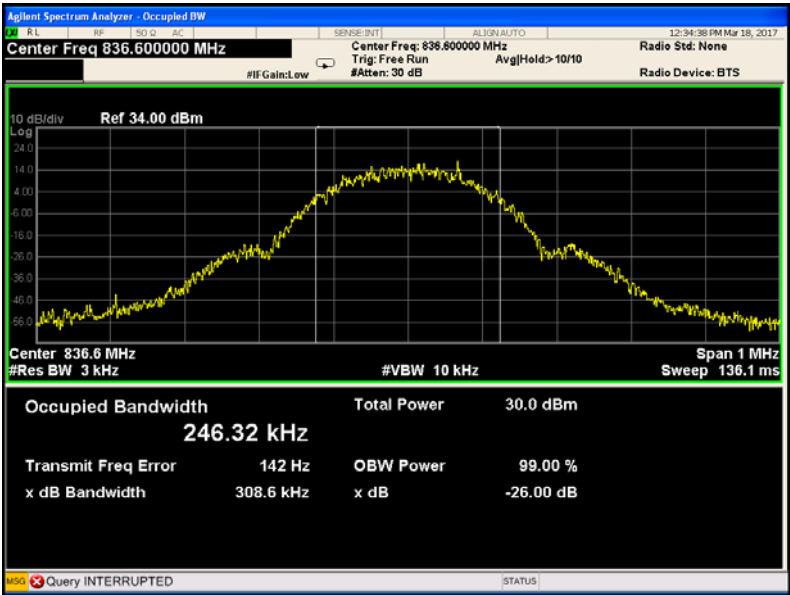 Agilent Spectrum Analyzer - Occupied BW
LXI RL RF 50 Ω AC SENSE:INT ALIGN AUTO 12:34:38 PM Mar 18, 2017
Center Freq 836.600000 MHz Center Freq: 836.600000 MHz Radio Std: None
Trig: Free Run Avg|Hold:>10/10
#IFGain:Low #Atten: 30 dB Radio Device: BTS
10 dB/div Ref 34.00 dBm
Log
24.0
14.0
4.00
-6.00
-16.0
-26.0
-36.0
-46.0
-56.0
Center 836.6 MHz Span 1 MHz
#Res BW 3 kHz #VBW 10 kHz Sweep 136.1 ms
Occupied Bandwidth Total Power 30.0 dBm
246.32 kHz
Transmit Freq Error 142 Hz OBW Power 99.00 %
x dB Bandwidth 308.6 kHz x dB -26.00 dB
MSG Query INTERRUPTED STATUS